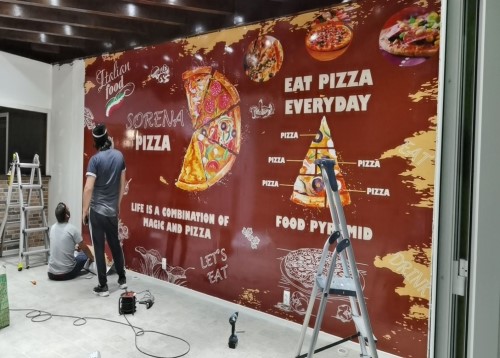 Italian
food
SORENA
PIZZA
LIFE IS A COMBINATION OF
MAGIC AND PIZZA
LET'S
EAT
EAT PIZZA
EVERYDAY
PIZZA
PIZZA
PIZZA
PIZZA
PIZZA
FOOD PYRAMID